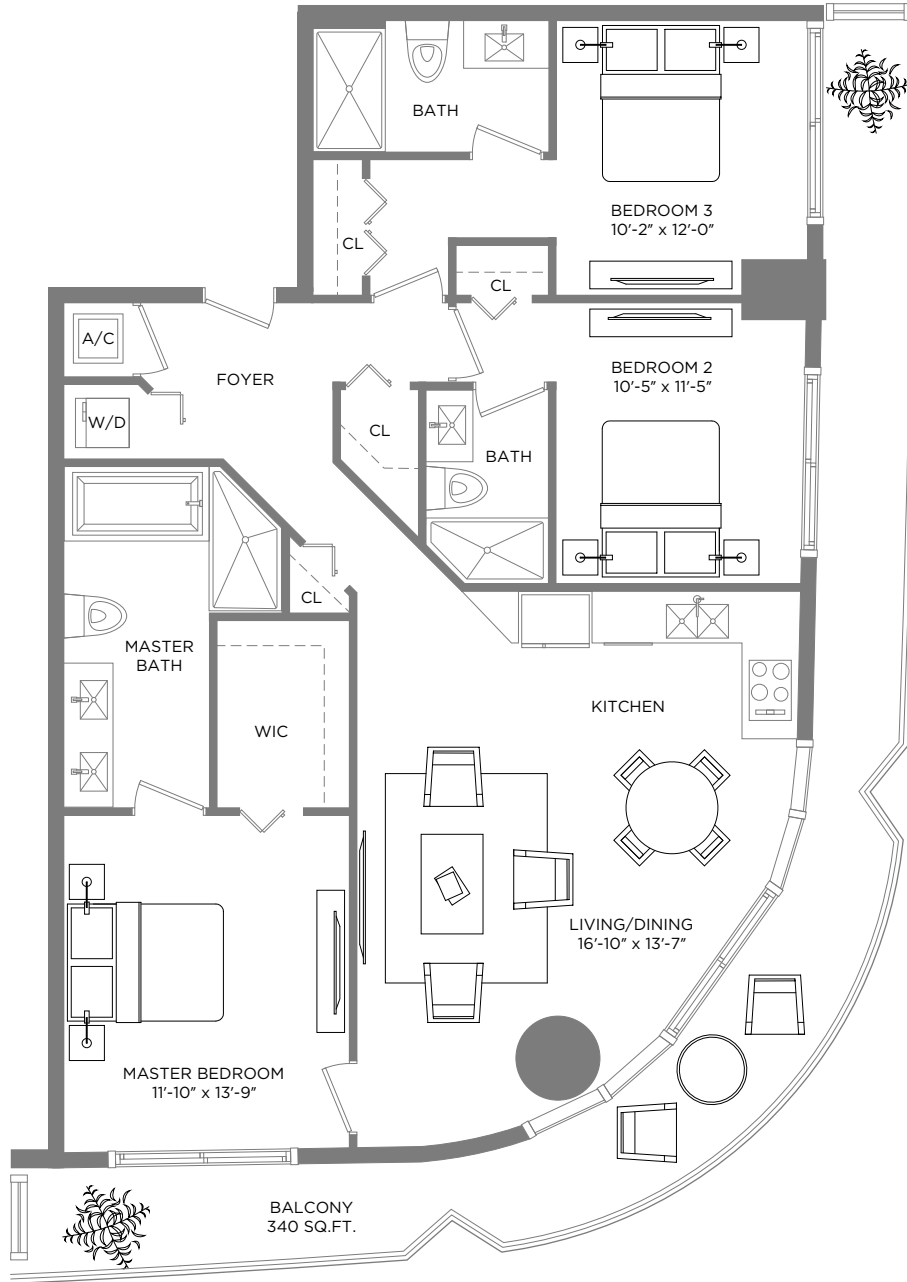 BATH
BEDROOM 3
10'-2" x 12'-0"
CL
CL
A/C
FOYER
BEDROOM 2
10'-5" x 11'-5"
W/D
CL
BATH
CL
MASTER
BATH
KITCHEN
WIC
LIVING/DINING
16'-10" x 13'-7"
MASTER BEDROOM
11'-10" x 13'-9"
BALCONY
340 SQ.FT.